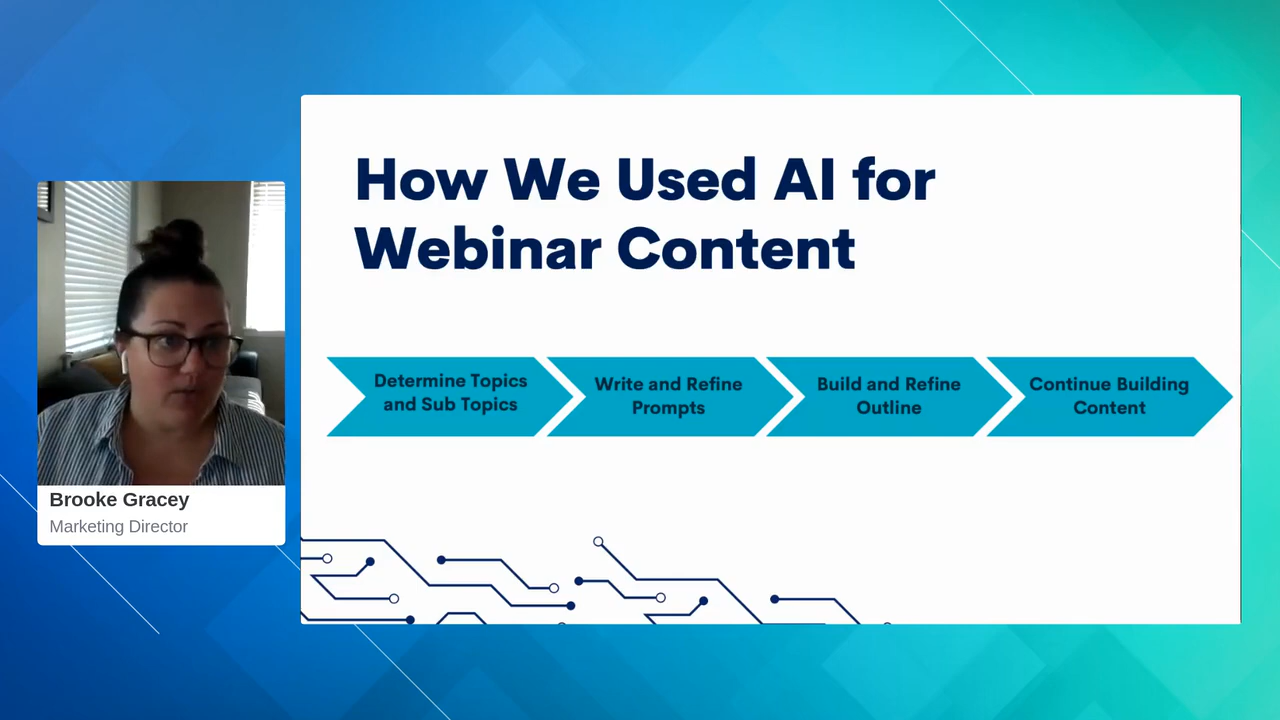 How We Used AI for
Webinar Content
Determine Topics
and Sub Topics
Write and Refine
Prompts
Build and Refine
Outline
Continue Building
Content
Brooke Gracey
Marketing Director